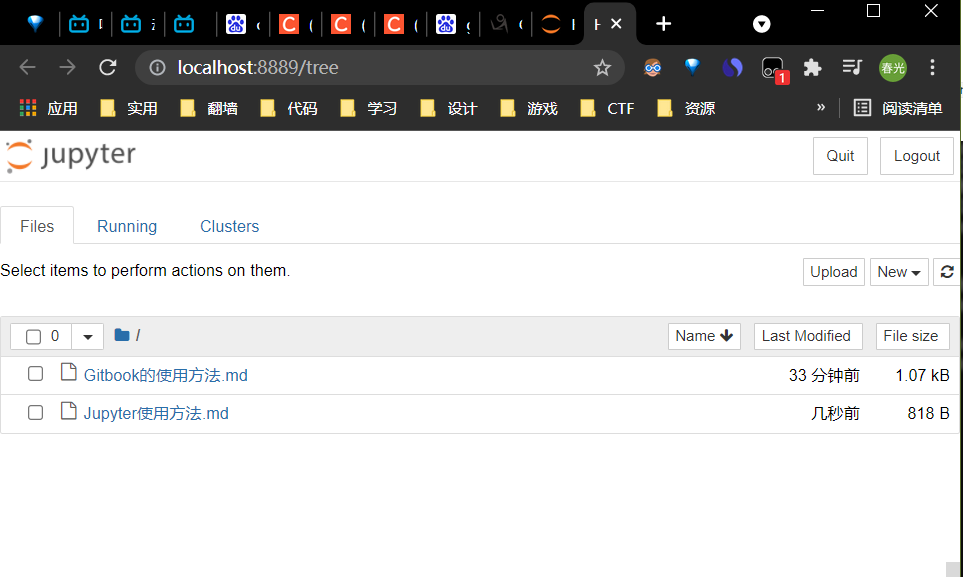 localhost:8889/tree
1
春光
应用 实用 翻墙 代码 学习 设计 游戏 CTF 资源 » 阅读清单
jupyter Quit Logout
Files Running Clusters
Select items to perform actions on them. Upload New
0 / Name Last Modified File size
Gitbook的使用方法.md 33 分钟前 1.07 kB
Jupyter使用方法.md 几秒前 818 B